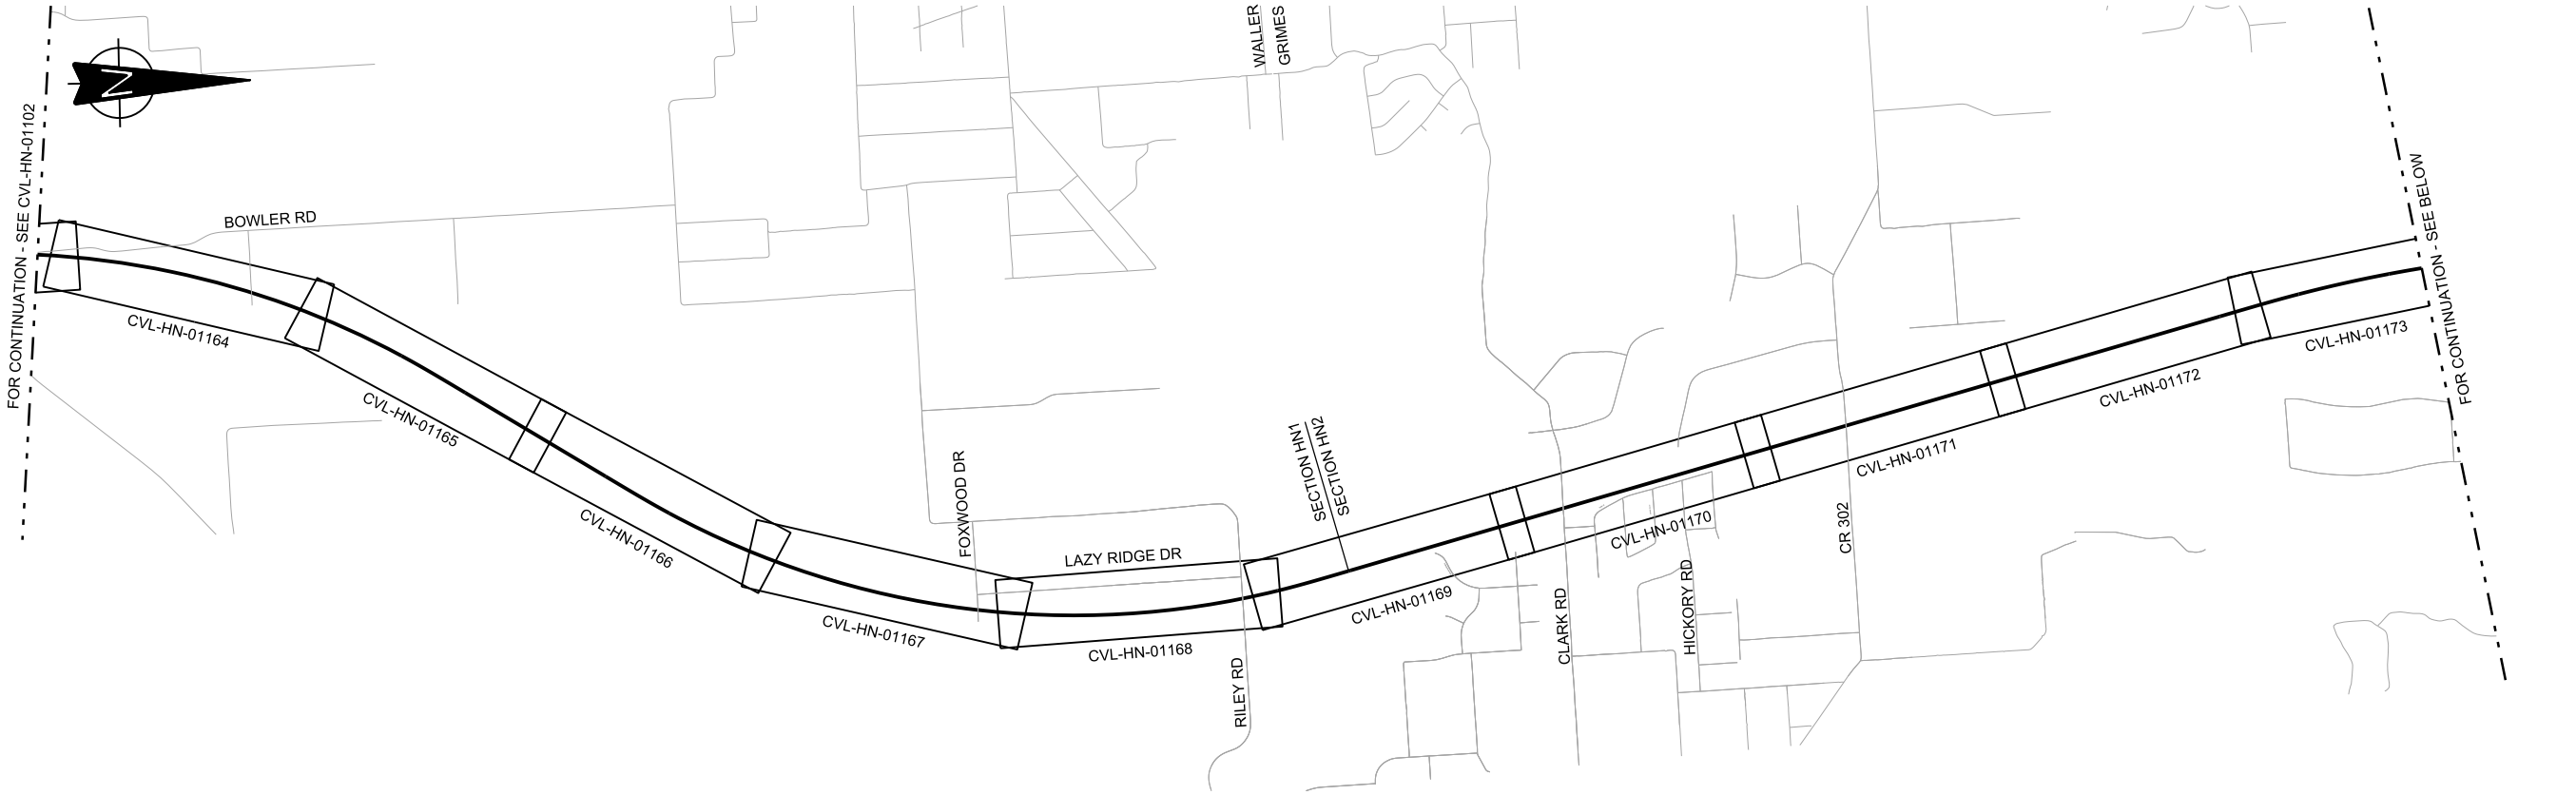 WALLER
GRIMES
N
FOR CONTINUATION - SEE CVL-HN-01102
BOWLER RD
FOR CONTINUATION - SEE BELOW
CVL-HN-01164
CVL-HN-01165
CVL-HN-01166
CVL-HN-01167
FOXWOOD DR
LAZY RIDGE DR
CVL-HN-01168
RILEY RD
SECTION HN1
SECTION HN2
CVL-HN-01169
CLARK RD
CVL-HN-01170
HICKORY RD
CR 302
CVL-HN-01171
CVL-HN-01172
CVL-HN-01173